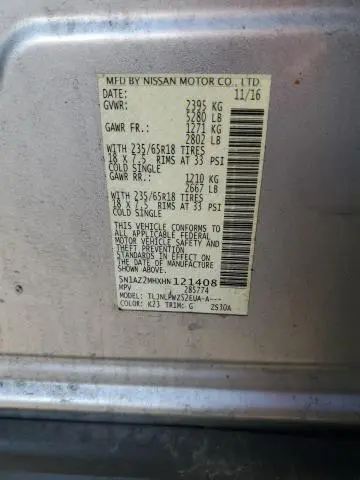 MFD BY NISSAN MOTOR CO., LTD.
DATE: 11/16
GVWR: 2395 KG
5280 LB
GAWR FR.: 1271 KG
2802 LB
WITH 235/65R18 TIRES
18 X 7.5 RIMS AT 33 PSI
COLD SINGLE
GAWR RR.: 1210 KG
2667 LB
WITH 235/65R18 TIRES
18 X 7.5 RIMS AT 33 PSI
COLD SINGLE
THIS VEHICLE CONFORMS TO ALL
APPLICABLE U.S. FEDERAL
MOTOR VEHICLE SAFETY AND
THEFT PREVENTION STANDARDS
IN EFFECT ON THE DATE OF
MANUFACTURE SHOWN ABOVE.
5N1AZ2MHXHN121408
MPV 285774
MODEL: TLJNLPWZ52EUA-A---
COLOR: K23 TRIM: G ZS30A